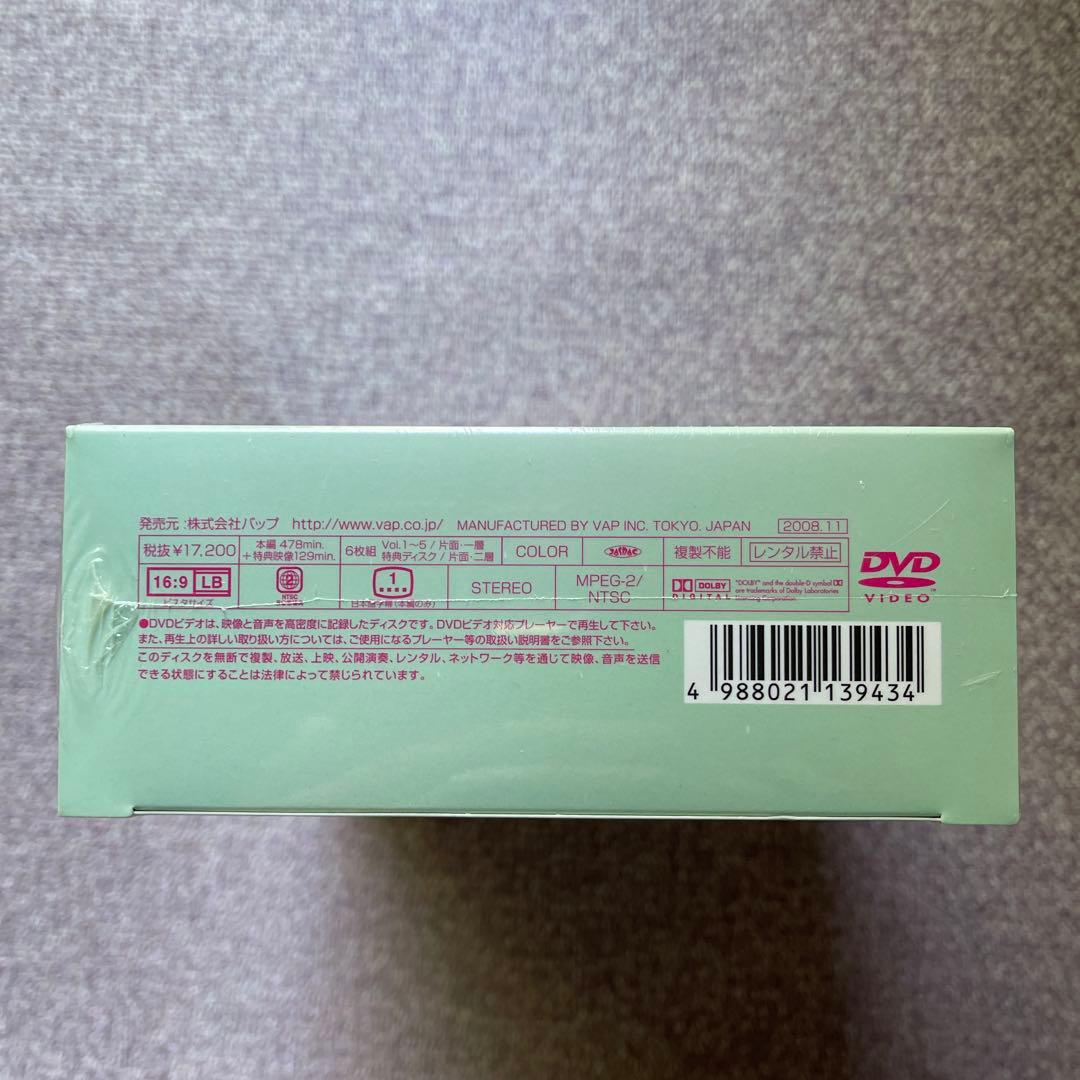 発売元:株式会社バップ http://www.vap.co.jp/ MANUFACTURED BY VAP INC. TOKYO. JAPAN 2008.11
税抜¥17,200
本編 478min.
+特典映像129min.
6枚組
Vol.1〜5/片面・一層
特典ディスク/片面・二層
COLOR
複製不能
レンタル禁止
16:9 LB
ビスタサイズ
2
NTSC
1
日本語字幕(本編のみ)
STEREO
MPEG-2/
NTSC
DOLBY
DIGITAL
"DOLBY" and the double-D symbol
are trademarks of Dolby Laboratories
Licensing Corporation
DVD
VIDEO
TM
●DVDビデオは、映像と音声を高密度に記録したディスクです。DVDビデオ対応プレーヤーで再生して下さい。
また、再生上の詳しい取り扱い方については、ご使用になるプレーヤー等の取扱い説明書をご参照下さい。
このディスクを無断で複製、放送、上映、公開演奏、レンタル、ネットワーク等を通じて映像、音声を送信
できる状態にすることは法律によって禁じられています。
4 988021 139434